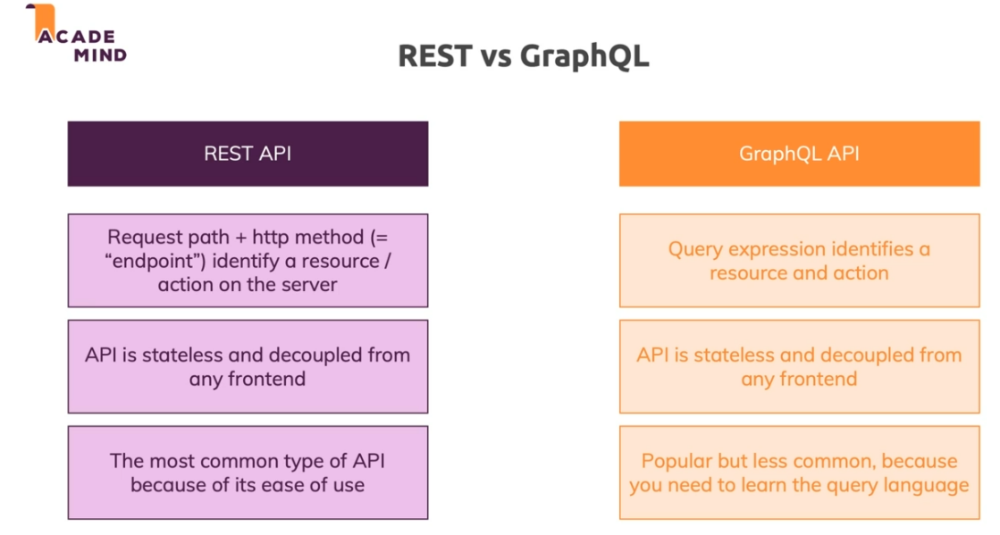 ACADE
MIND
REST vs GraphQL
REST API
Request path + http method (=
“endpoint”) identify a resource /
action on the server
API is stateless and decoupled from
any frontend
The most common type of API
because of its ease of use
GraphQL API
Query expression identifies a
resource and action
API is stateless and decoupled from
any frontend
Popular but less common, because
you need to learn the query language